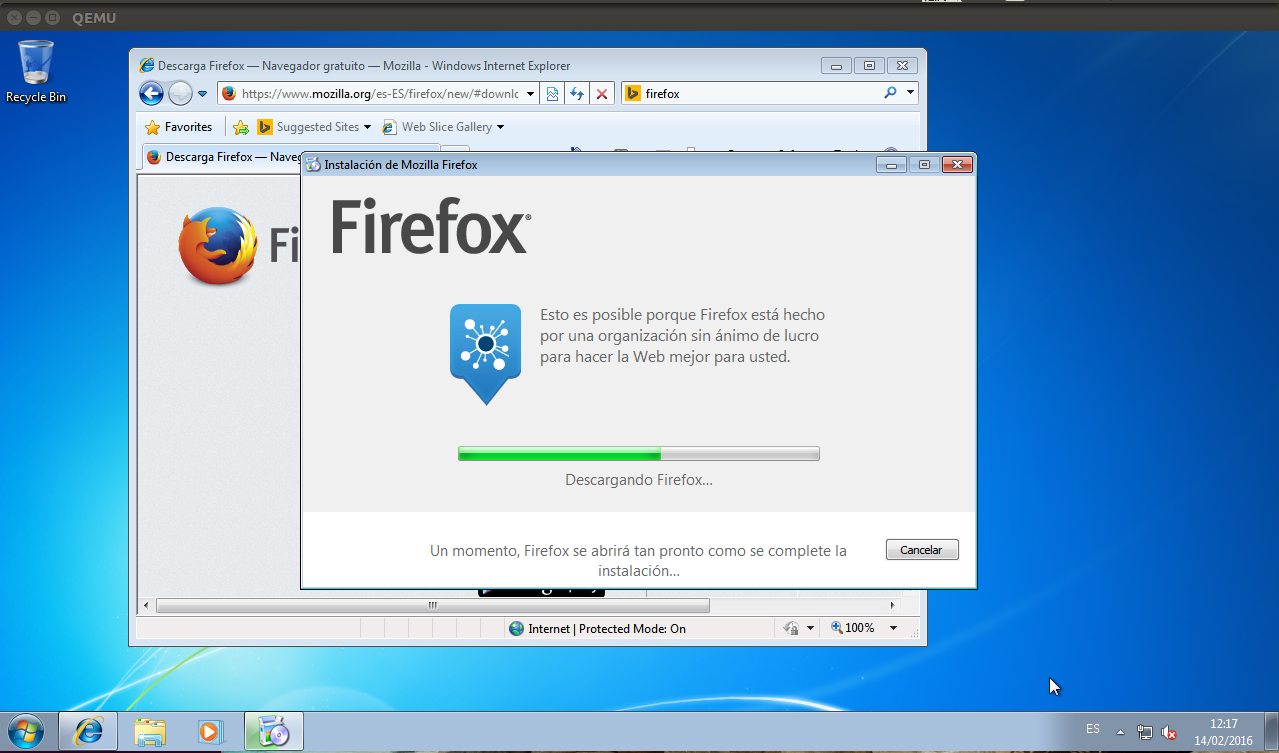 QEMU
Recycle Bin
Descarga Firefox — Navegador gratuito — Mozilla - Windows Internet Explorer
https://www.mozilla.org/es-ES/firefox/new/#downlo
firefox
Favorites
Suggested Sites
Web Slice Gallery
Descarga Firefox — Naveg
Instalación de Mozilla Firefox
Fi
Firefox®
Esto es posible porque Firefox está hecho
por una organización sin ánimo de lucro
para hacer la Web mejor para usted.
Descargando Firefox...
Un momento, Firefox se abrirá tan pronto como se complete la
instalación...
Cancelar
Internet | Protected Mode: On
100%
ES
12:17
14/02/2016